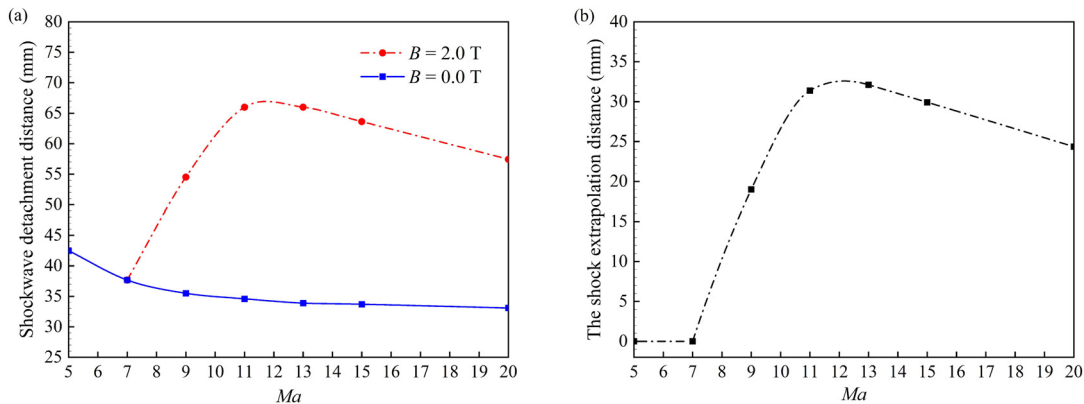 (a)
Shockwave detachment distance (mm)
80
75
70
65
60
55
50
45
40
35
30
25
B = 2.0 T
B = 0.0 T
5 6 7 8 9 10 11 12 13 14 15 16 17 18 19 20
Ma
(b)
The shock extrapolation distance (mm)
40
35
30
25
20
15
10
5
0
5 6 7 8 9 10 11 12 13 14 15 16 17 18 19 20
Ma